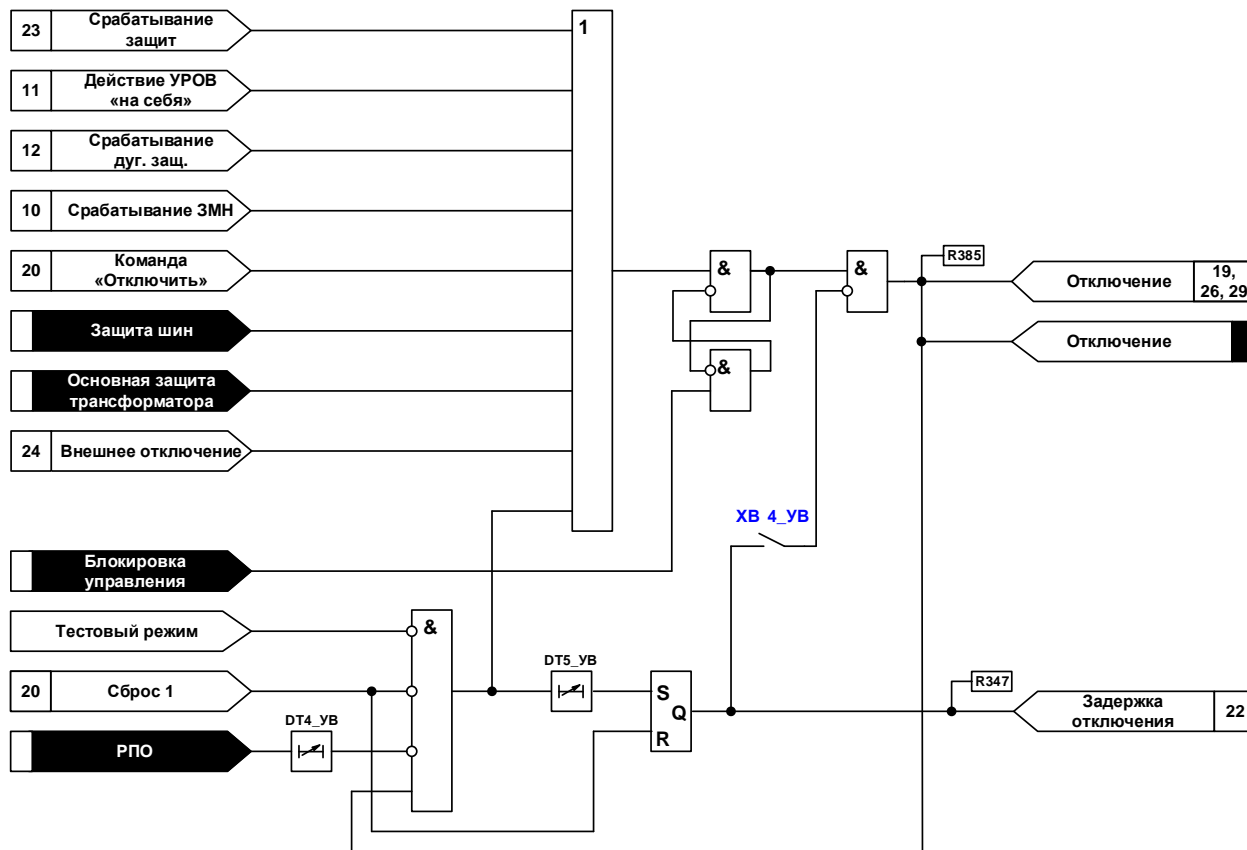 23
Срабатывание
защит
1
11
Действие УРОВ
«на себя»
12
Срабатывание
дуг. защ.
10
Срабатывание ЗМН
20
Команда
«Отключить»
&
&
R385
Отключение
19,
26, 29
Защита шин
Отключение
&
Основная защита
трансформатора
24
Внешнее отключение
XB 4_УВ
Блокировка
управления
Тестовый режим
&
20
Сброс 1
DT5_УВ
S
Q
R
R347
Задержка
отключения
22
DT4_УВ
РПО